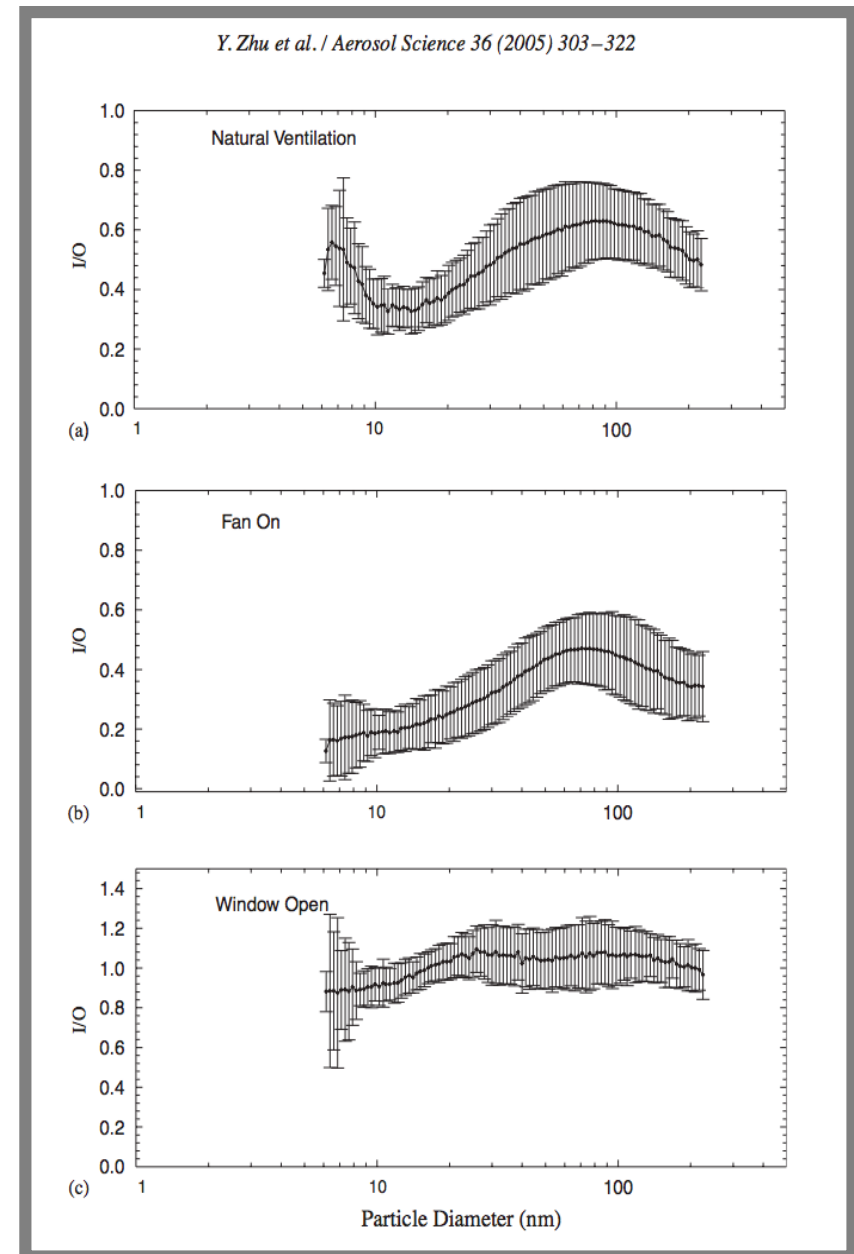 Y. Zhu et al. / Aerosol Science 36 (2005) 303–322
1.0
Natural Ventilation
0.8
0.6
I/O
0.4
0.2
0.0
(a) 1 10 100
1.0
Fan On
0.8
0.6
I/O
0.4
0.2
0.0
(b) 1 10 100
1.4
Window Open
1.2
1.0
0.8
I/O
0.6
0.4
0.2
0.0
(c) 1 10 100
Particle Diameter (nm)